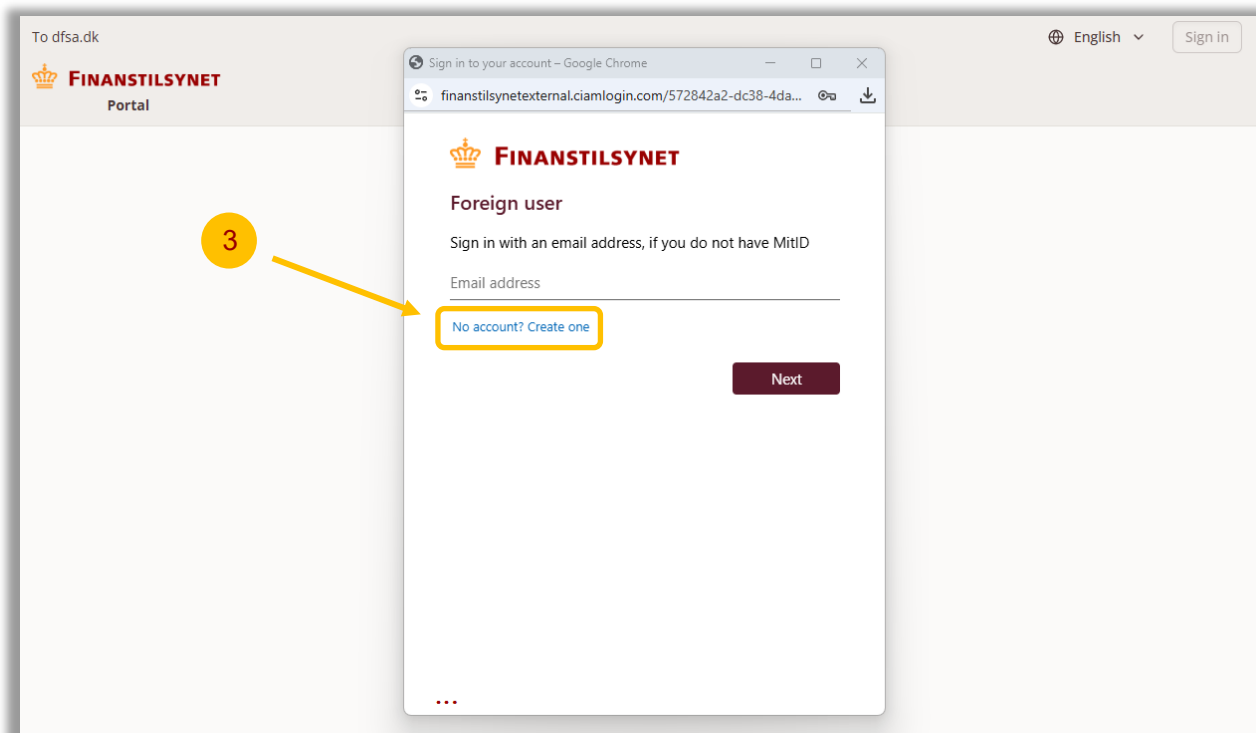 To dfsa.dk
English
Sign in
FINANSTILSYNET
Portal
Sign in to your account – Google Chrome
finanstilsynetexternal.ciamlogin.com/572842a2-dc38-4da...
FINANSTILSYNET
Foreign user
3
Sign in with an email address, if you do not have MitID
Email address
No account? Create one
Next
...